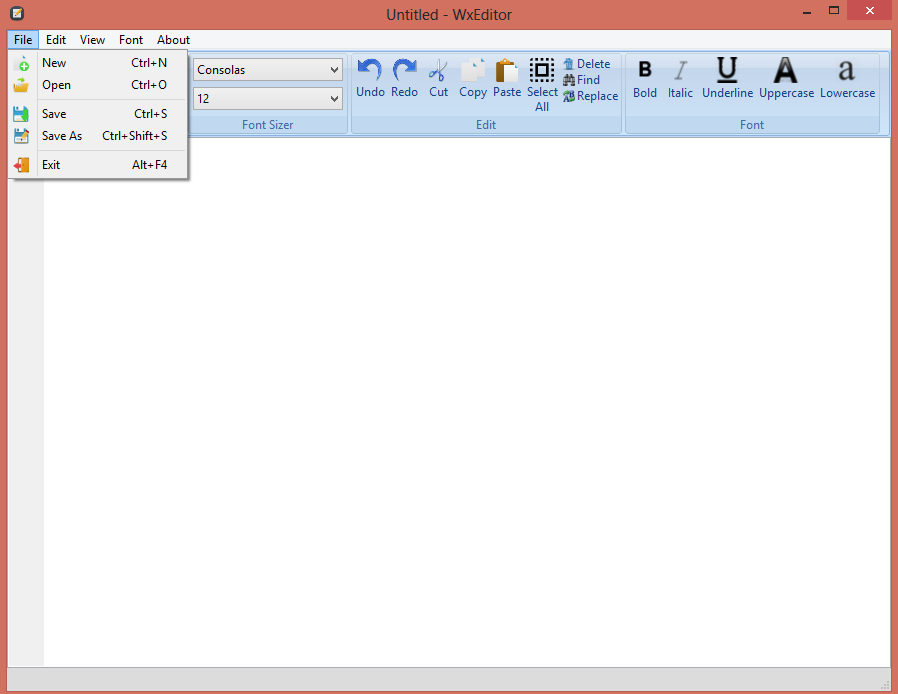 Untitled - WxEditor
File Edit View Font About
New Ctrl+N
Open Ctrl+O
Save Ctrl+S
Save As Ctrl+Shift+S
Exit Alt+F4
Consolas
12
Font Sizer
Undo Redo Cut Copy Paste Select All
Delete
Find
Replace
Edit
Bold Italic Underline Uppercase Lowercase
Font